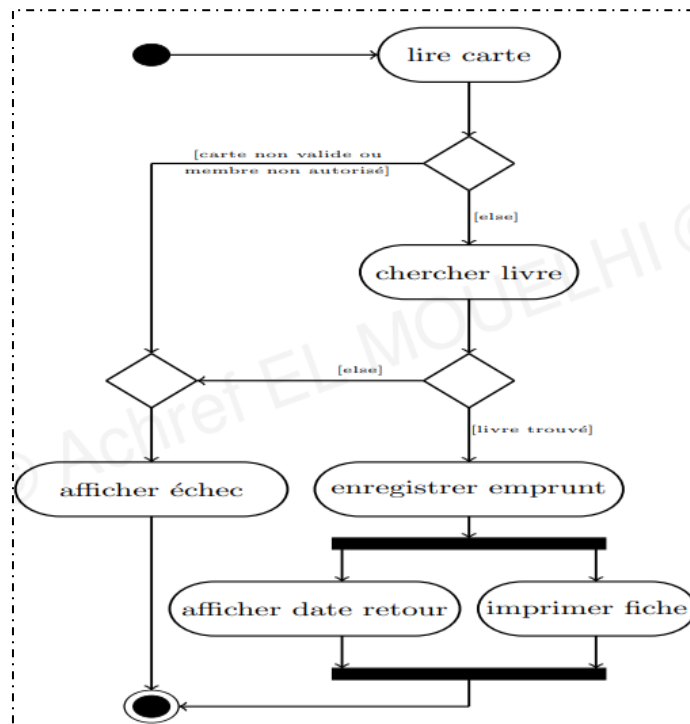 lire carte
[carte non valide ou
membre non autorisé]
[else]
chercher livre
[else]
[livre trouvé]
afficher échec
enregistrer emprunt
afficher date retour
imprimer fiche
© Achref EL MOUELHI ©